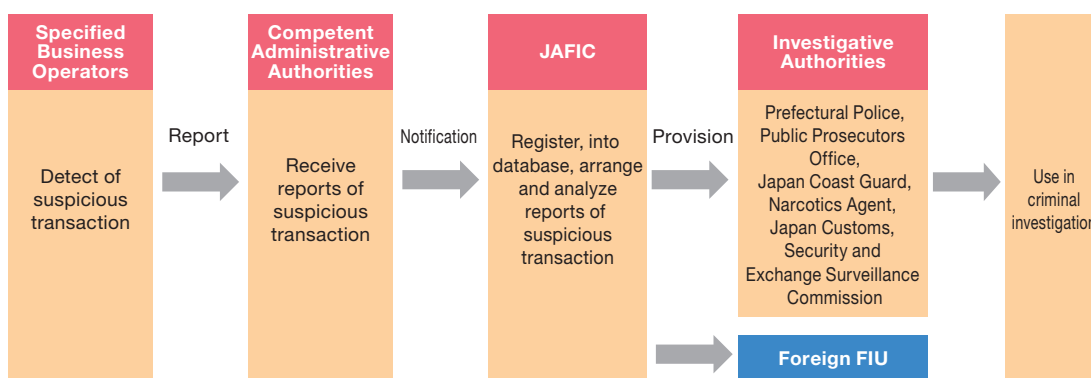 Specified
Business
Operators
Detect of
suspicious
transaction
Report
Competent
Administrative
Authorities
Receive
reports of
suspicious
transaction
Notification
JAFIC
Register, into
database, arrange
and analyze
reports of
suspicious
transaction
Provision
Investigative
Authorities
Prefectural Police,
Public Prosecutors
Office,
Japan Coast Guard,
Narcotics Agent,
Japan Customs,
Security and
Exchange Surveillance
Commission
Foreign FIU
Use in
criminal
investigation